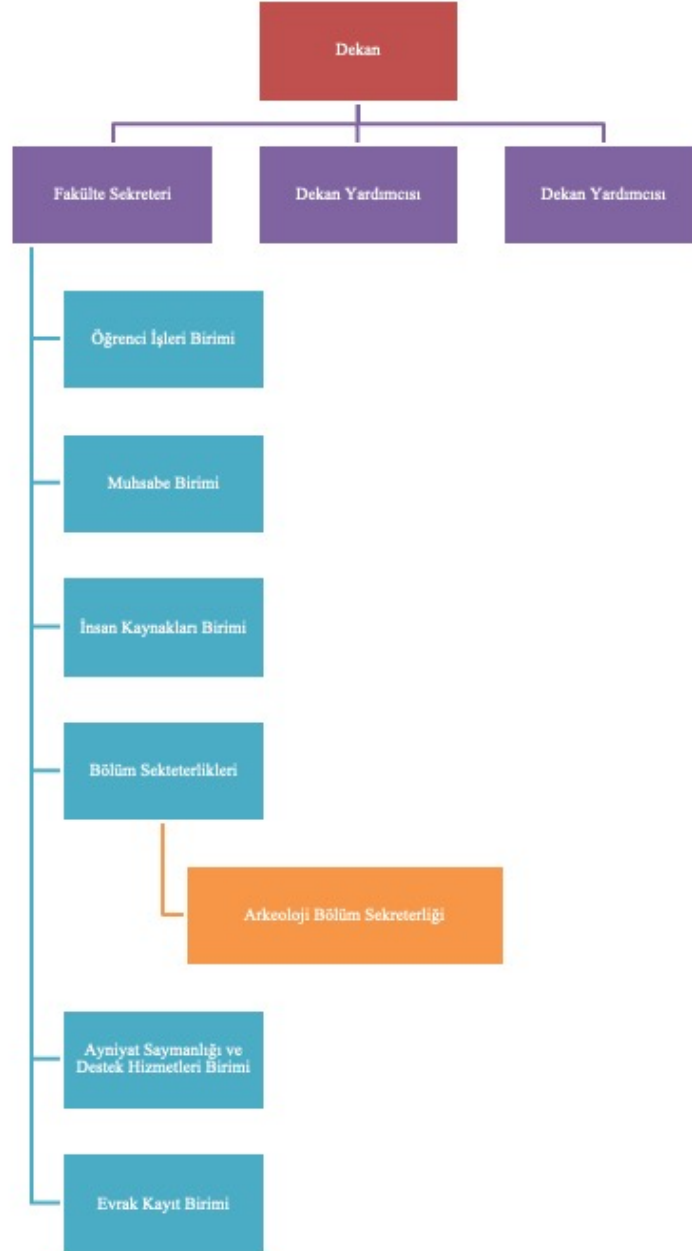 Dekan
Fakülte Sekreteri
Dekan Yardımcısı
Dekan Yardımcısı
Öğrenci İşleri Birimi
Muhsabe Birimi
İnsan Kaynakları Birimi
Bölüm Sekteterlikleri
Arkeoloji Bölüm Sekreterliği
Ayniyat Saymanlığı ve
Destek Hizmetleri Birimi
Evrak Kayıt Birimi